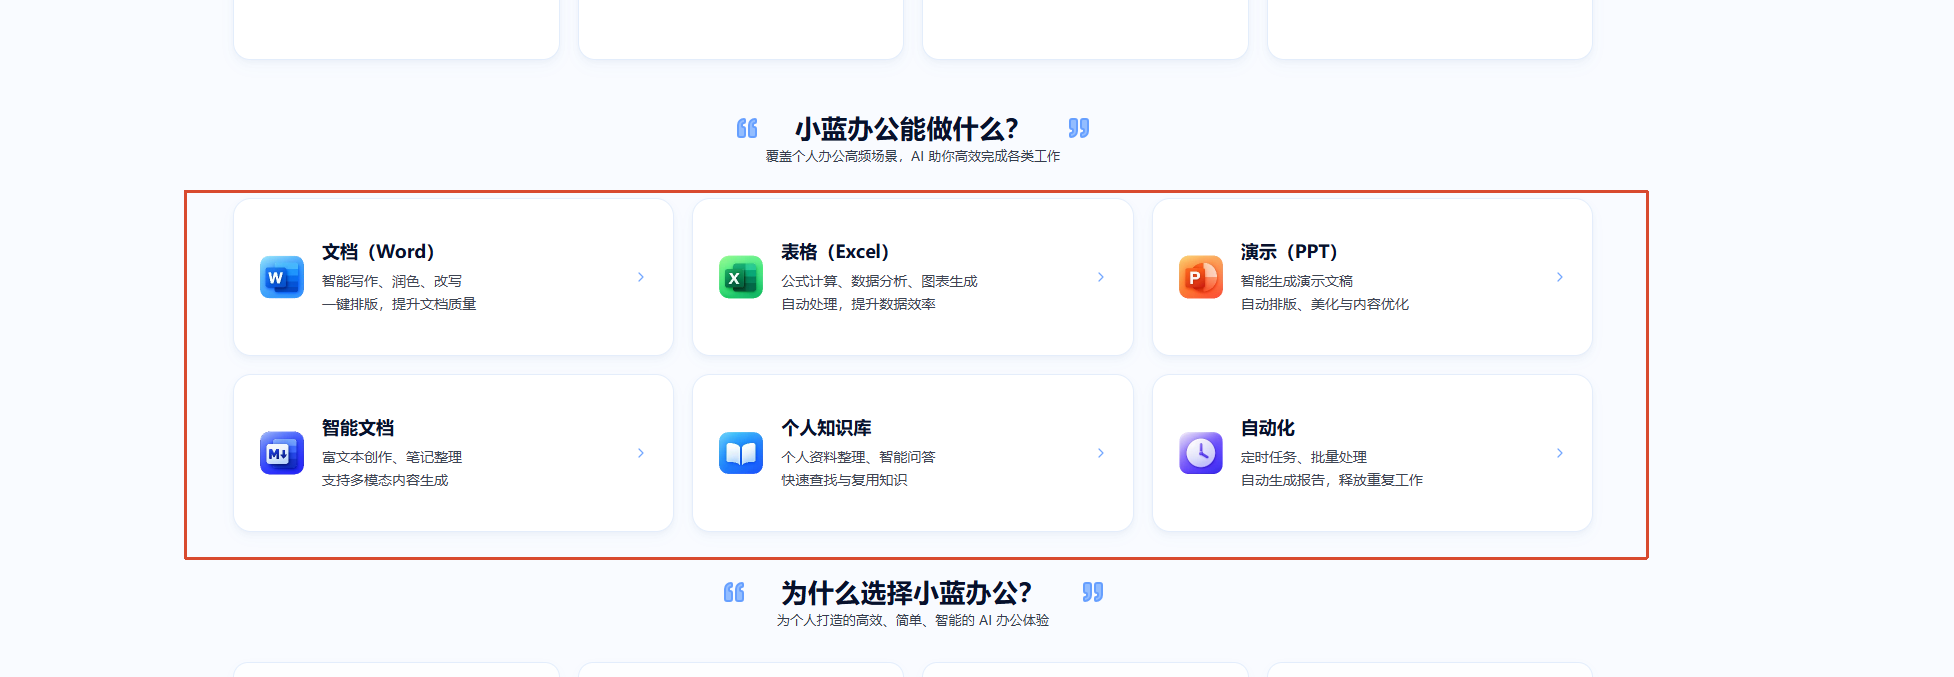 小蓝办公能做什么？
覆盖个人办公高频场景，AI 助你高效完成各类工作
文档（Word）
智能写作、润色、改写
一键排版，提升文档质量
表格（Excel）
公式计算、数据分析、图表生成
自动处理，提升数据效率
演示（PPT）
智能生成演示文稿
自动排版、美化与内容优化
智能文档
富文本创作、笔记整理
支持多模态内容生成
个人知识库
个人资料整理、智能问答
快速查找与复用知识
自动化
定时任务、批量处理
自动生成报告，释放重复工作
为什么选择小蓝办公？
为个人打造的高效、简单、智能的 AI 办公体验